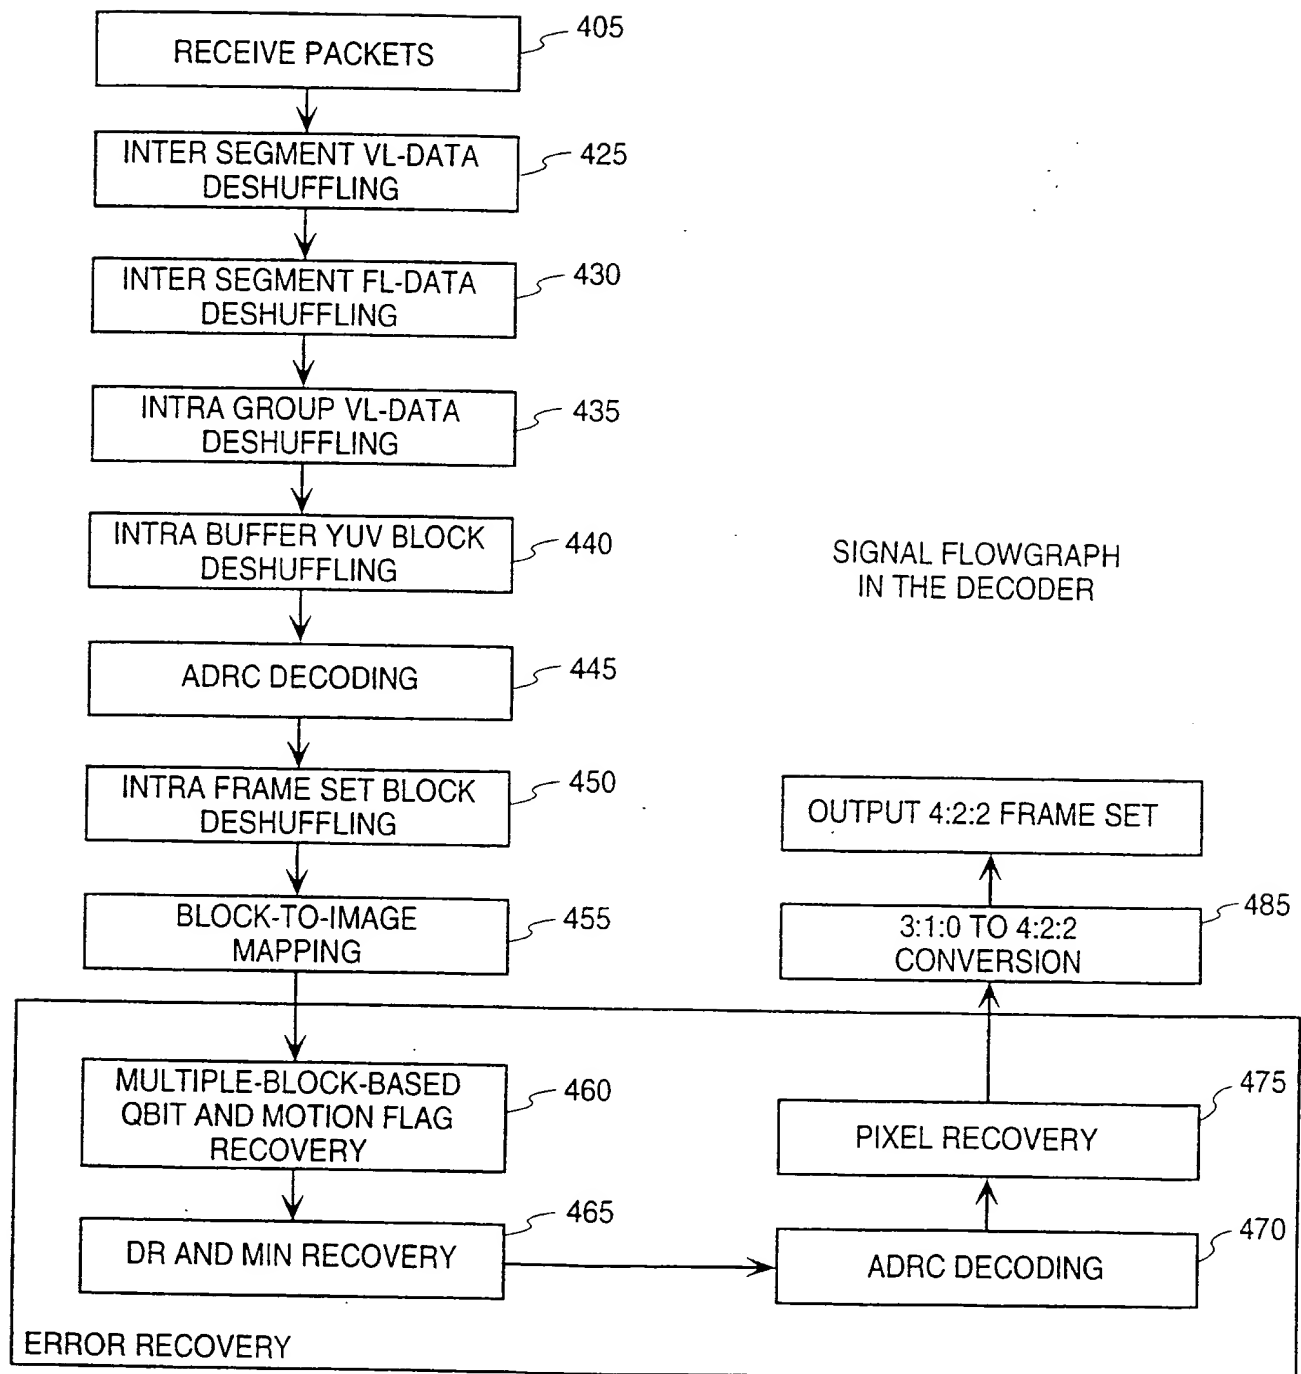 RECEIVE PACKETS
405
INTER SEGMENT VL-DATA
DESHUFFLING
425
INTER SEGMENT FL-DATA
DESHUFFLING
430
INTRA GROUP VL-DATA
DESHUFFLING
435
INTRA BUFFER YUV BLOCK
DESHUFFLING
440
SIGNAL FLOWGRAPH
IN THE DECODER
ADRC DECODING
445
INTRA FRAME SET BLOCK
DESHUFFLING
450
OUTPUT 4:2:2 FRAME SET
BLOCK-TO-IMAGE
MAPPING
455
3:1:0 TO 4:2:2
CONVERSION
485
MULTIPLE-BLOCK-BASED
QBIT AND MOTION FLAG
RECOVERY
460
PIXEL RECOVERY
475
DR AND MIN RECOVERY
465
ADRC DECODING
470
ERROR RECOVERY